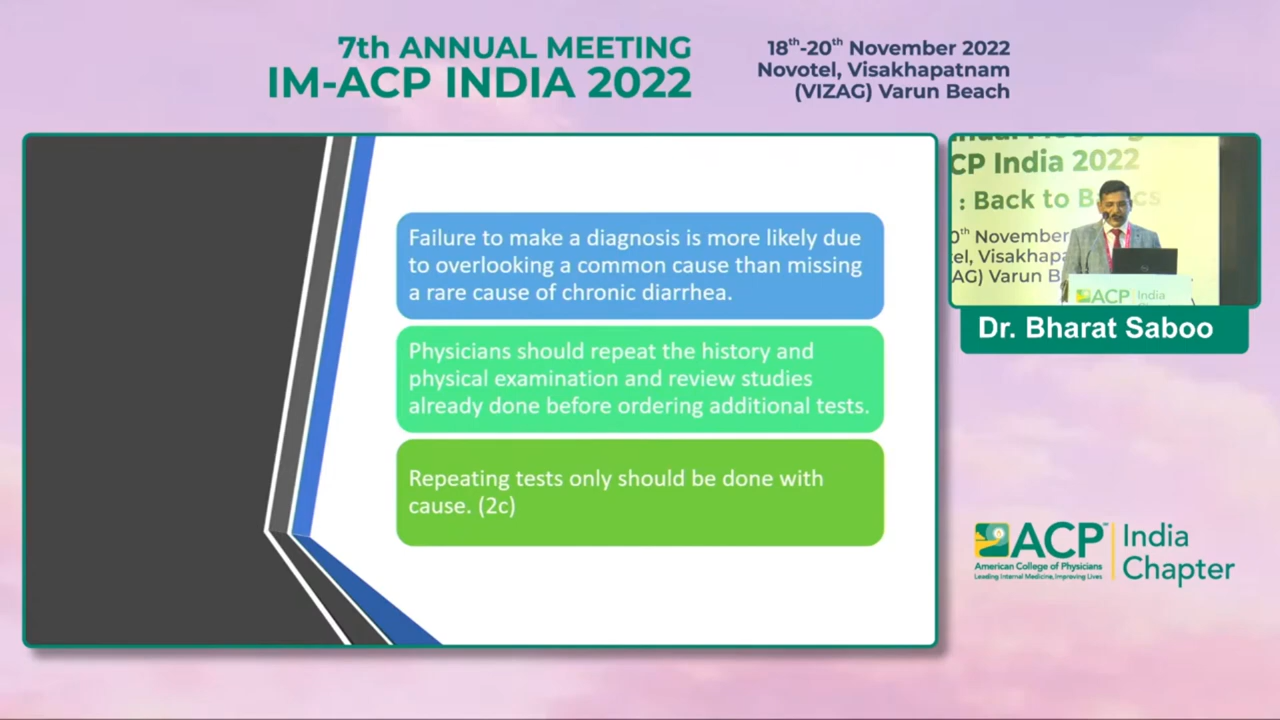 7th ANNUAL MEETING
IM-ACP INDIA 2022
18th-20th November 2022
Novotel, Visakhapatnam
(VIZAG) Varun Beach
Failure to make a diagnosis is more likely due
to overlooking a common cause than missing
a rare cause of chronic diarrhea.
Physicians should repeat the history and
physical examination and review studies
already done before ordering additional tests.
Repeating tests only should be done with
cause. (2c)
CP India 2022
: Back to B
0th November
el, Visakhapa
AG) Varun B
ACP India
Dr. Bharat Saboo
ACP
American College of Physicians
Leading Internal Medicine, Improving Lives
India
Chapter